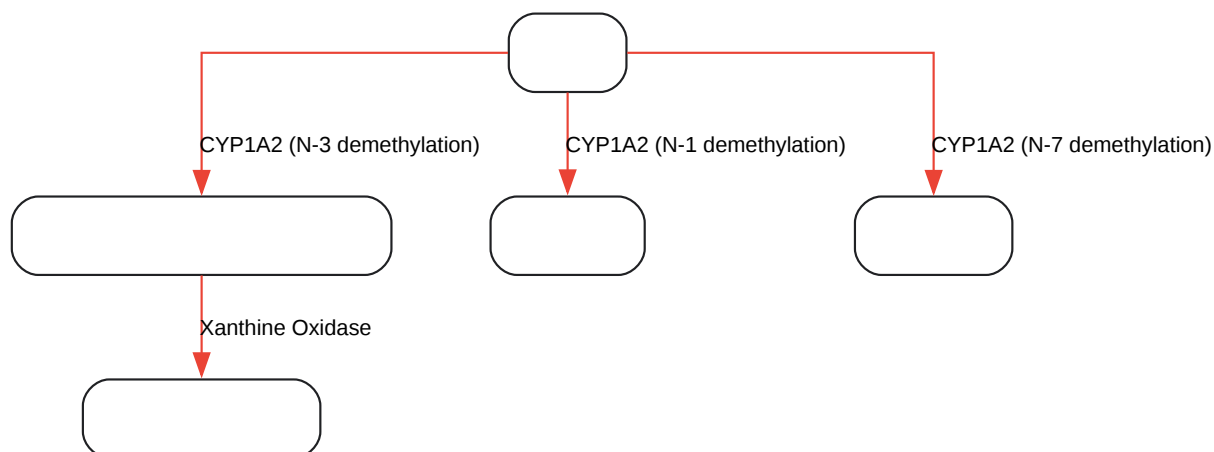 CYP1A2 (N-3 demethylation)
CYP1A2 (N-1 demethylation)
CYP1A2 (N-7 demethylation)
Xanthine Oxidase